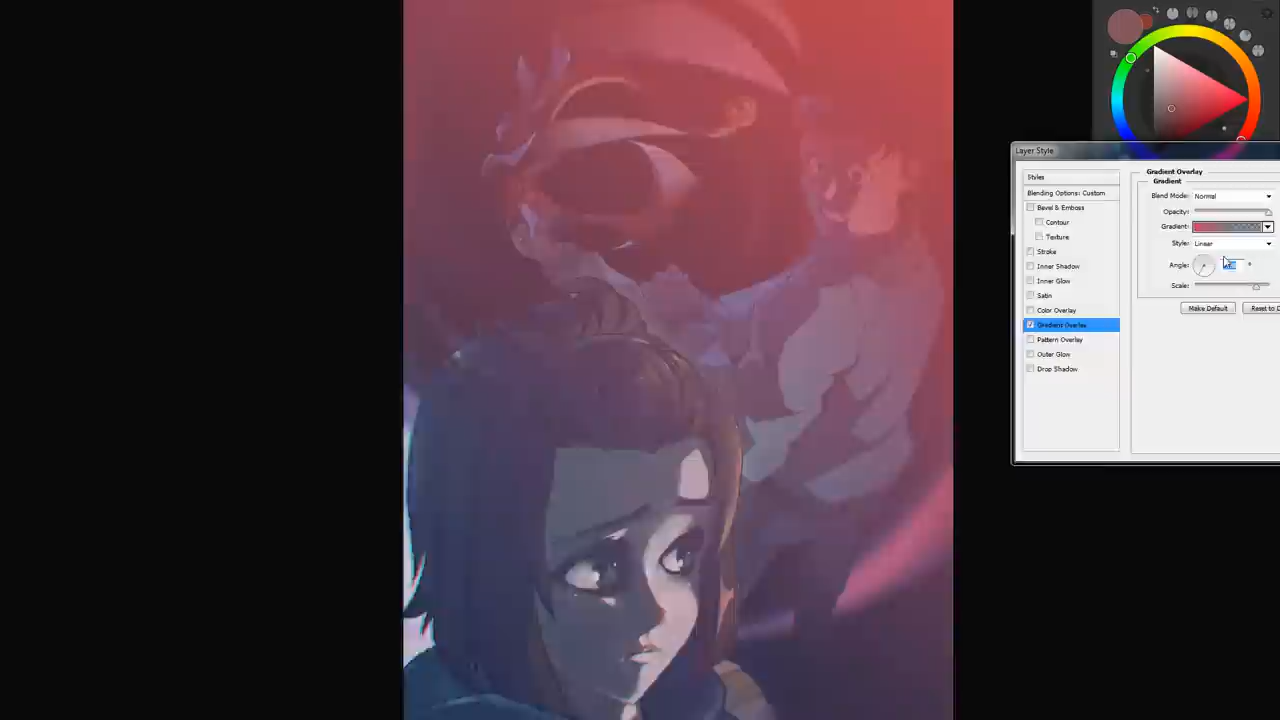 Layer Style
Styles
Blending Options: Custom
Bevel & Emboss
Contour
Texture
Stroke
Inner Shadow
Inner Glow
Satin
Color Overlay
Gradient Overlay
Pattern Overlay
Outer Glow
Drop Shadow
Gradient Overlay
Gradient
Blend Mode: Normal
Opacity:
Gradient:
Style: Linear
Angle: °
Scale:
Make Default
Reset to D